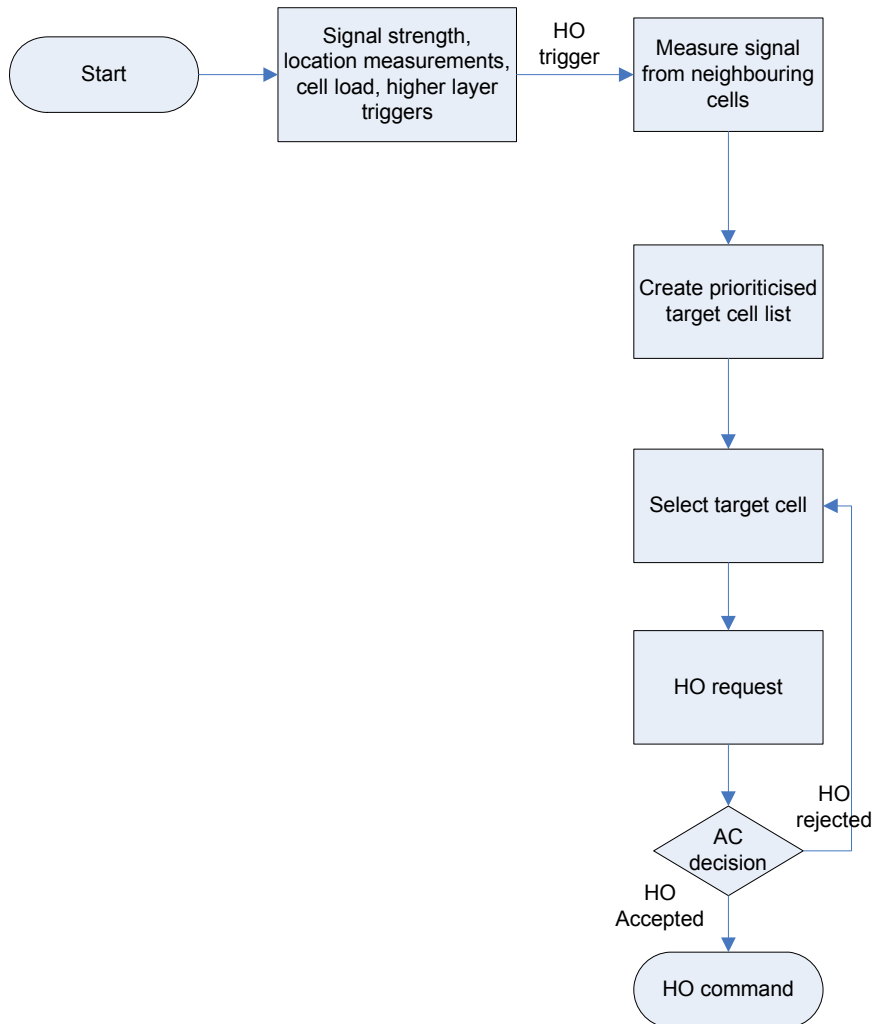 Start
Signal strength,
location measurements,
cell load, higher layer
triggers
HO
trigger
Measure signal
from neighbouring
cells
Create prioriticised
target cell list
Select target cell
HO request
AC
decision
HO
rejected
HO
Accepted
HO command